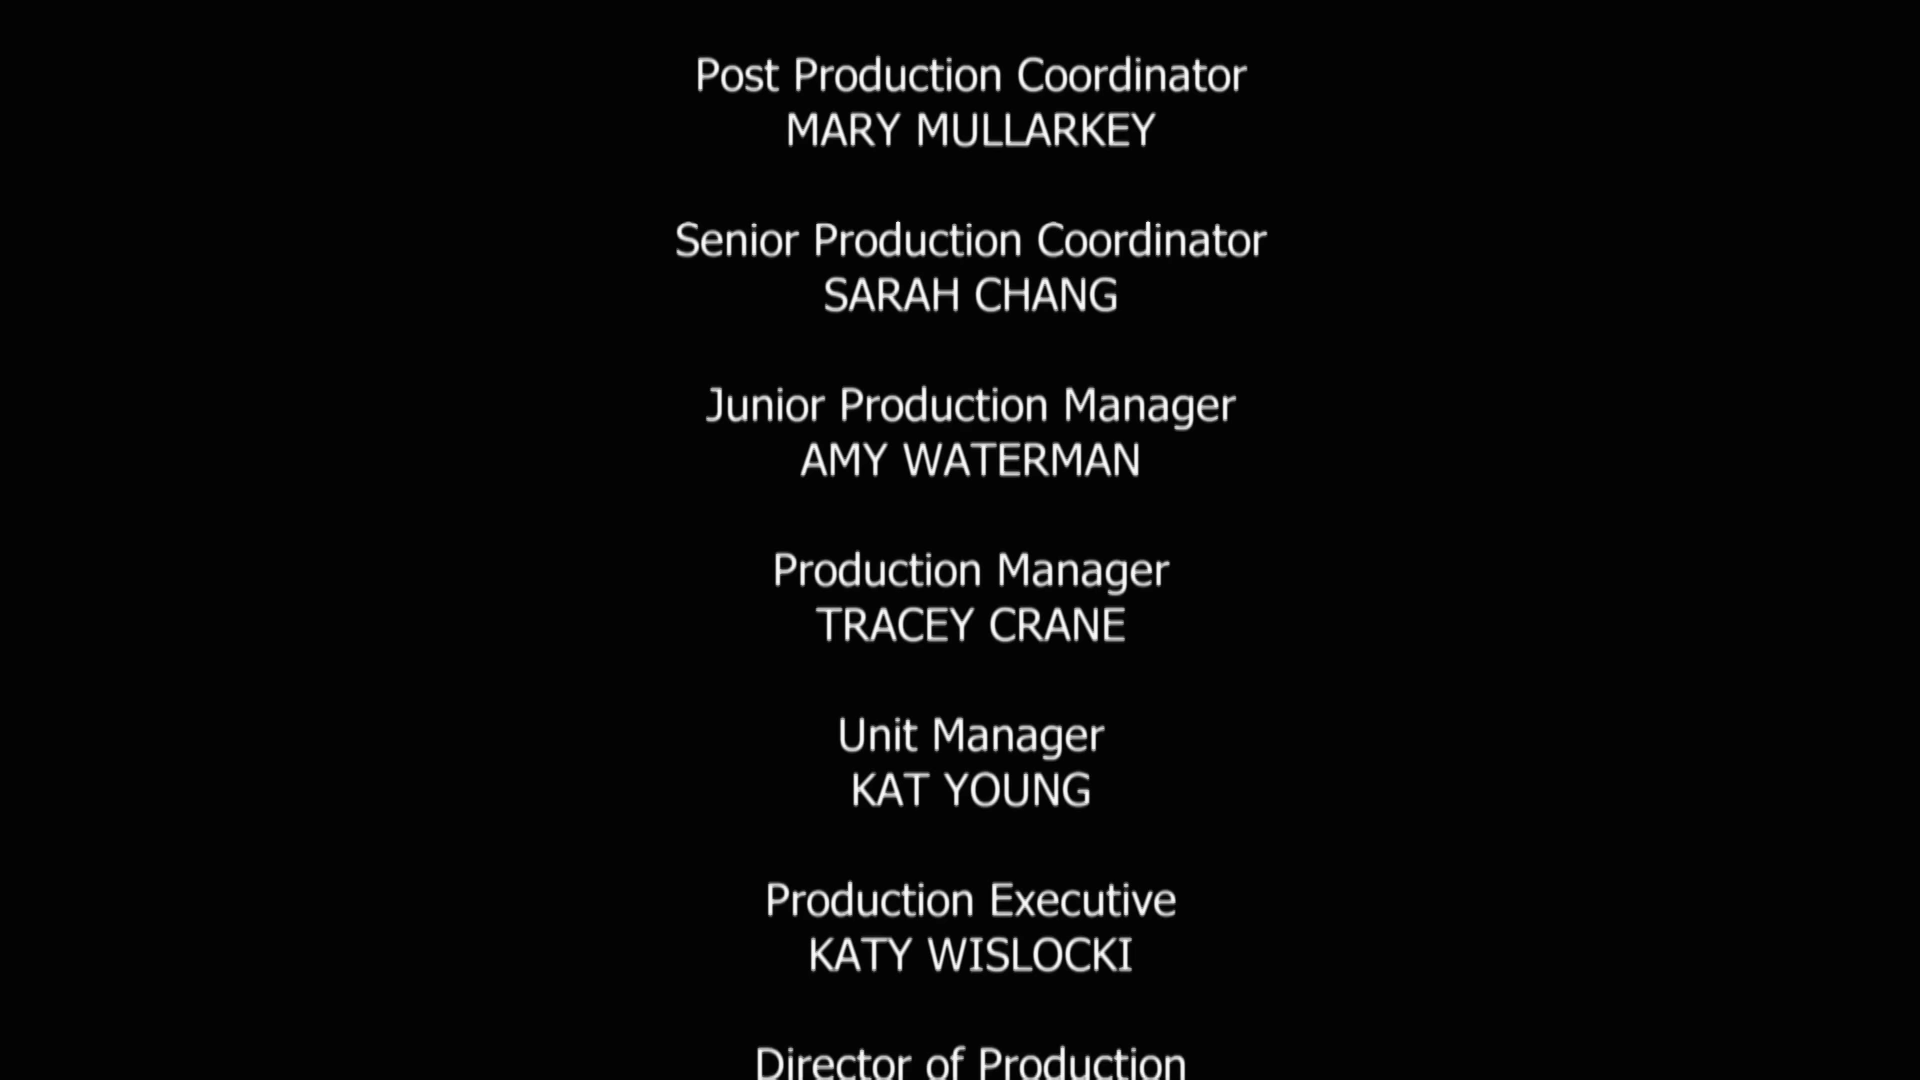 Post Production Coordinator
MARY MULLARKEY
Senior Production Coordinator
SARAH CHANG
Junior Production Manager
AMY WATERMAN
Production Manager
TRACEY CRANE
Unit Manager
KAT YOUNG
Production Executive
KATY WISLOCKI
Director of Production